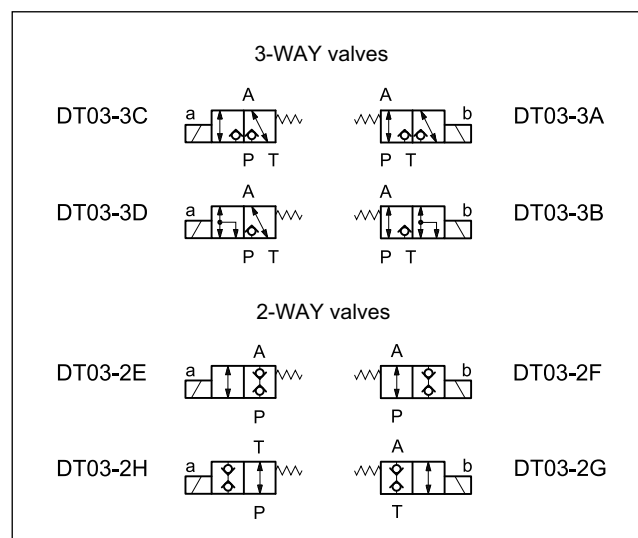 3-WAY valves
DT03-3C a A P T
A b DT03-3A P T
DT03-3D a A P T
A b DT03-3B P T
2-WAY valves
DT03-2E a A P
A b DT03-2F P
DT03-2H a T P
A b DT03-2G T